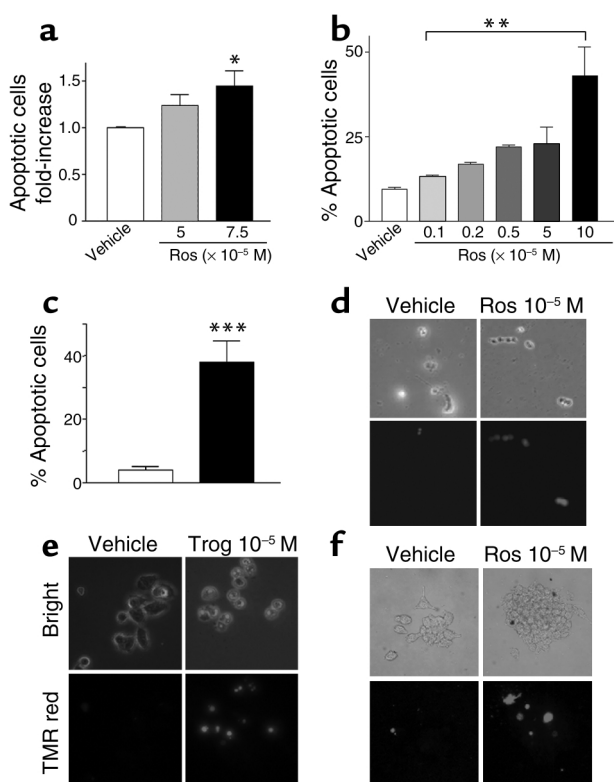 a
Apoptotic cells
fold-increase
*
1.5
1.0
0.5
0
Vehicle
5
7.5
Ros (× 10⁻⁵ M)
b
% Apoptotic cells
**
50
25
0
Vehicle
0.1
0.2
0.5
5
10
Ros (× 10⁻⁵ M)
c
% Apoptotic cells
***
40
20
0
d
Vehicle
Ros 10⁻⁵ M
e
Vehicle
Trog 10⁻⁵ M
Bright
TMR red
f
Vehicle
Ros 10⁻⁵ M